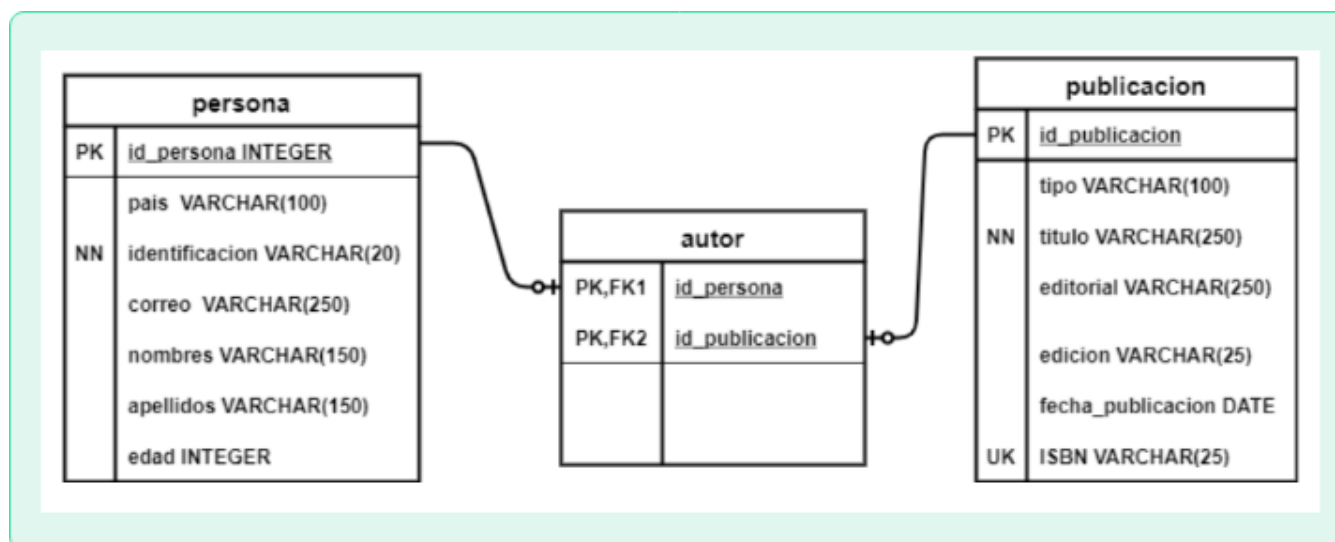 persona
PK id_persona INTEGER
pais VARCHAR(100)
NN identificacion VARCHAR(20)
correo VARCHAR(250)
nombres VARCHAR(150)
apellidos VARCHAR(150)
edad INTEGER
autor
PK,FK1 id_persona
PK,FK2 id_publicacion
publicacion
PK id_publicacion
tipo VARCHAR(100)
NN titulo VARCHAR(250)
editorial VARCHAR(250)
edicion VARCHAR(25)
fecha_publicacion DATE
UK ISBN VARCHAR(25)